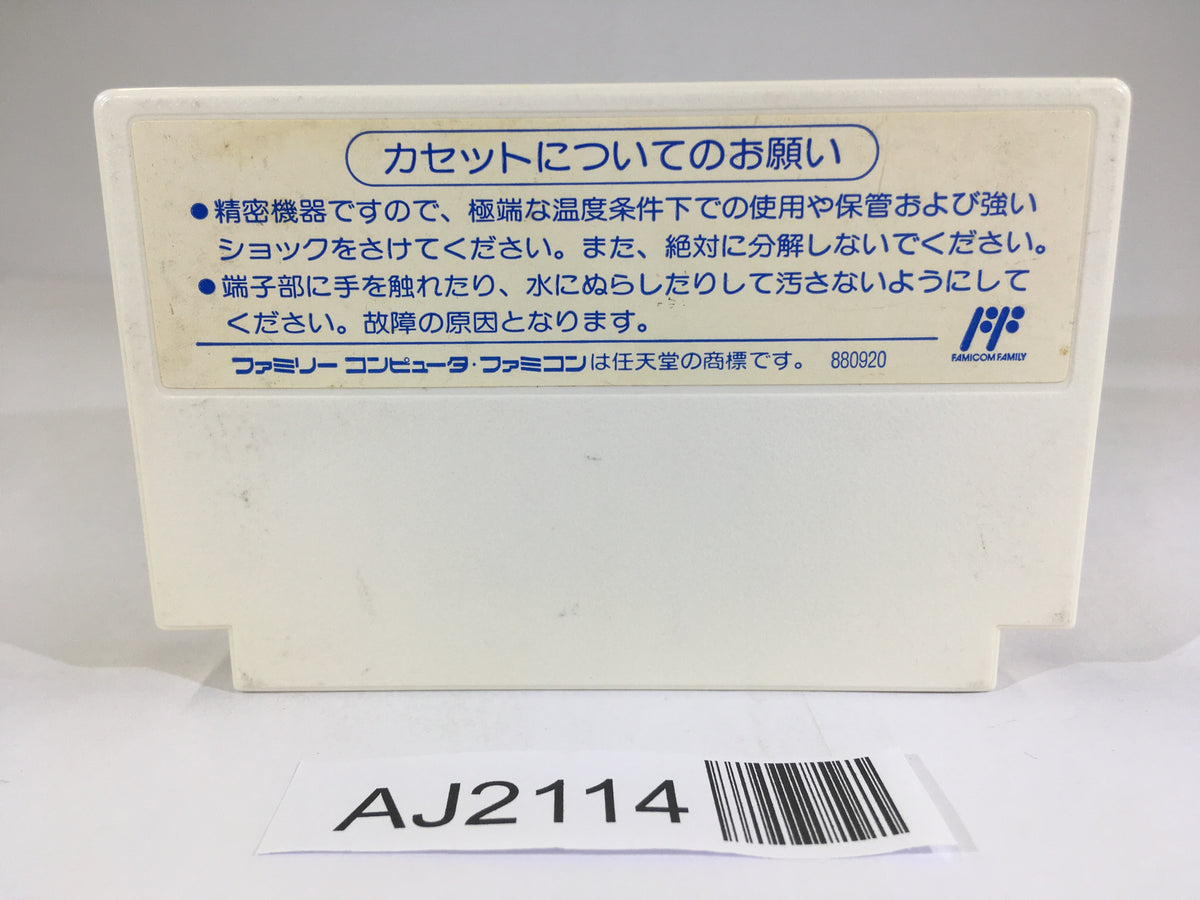 カセットについてのお願い
●精密機器ですので、極端な温度条件下での使用や保管および強い
ショックをさけてください。また、絶対に分解しないでください。
●端子部に手を触れたり、水にぬらしたりして汚さないようにして
ください。故障の原因となります。
FAMICOM FAMILY
ファミリー コンピュータ・ファミコンは任天堂の商標です。 880920
AJ2114